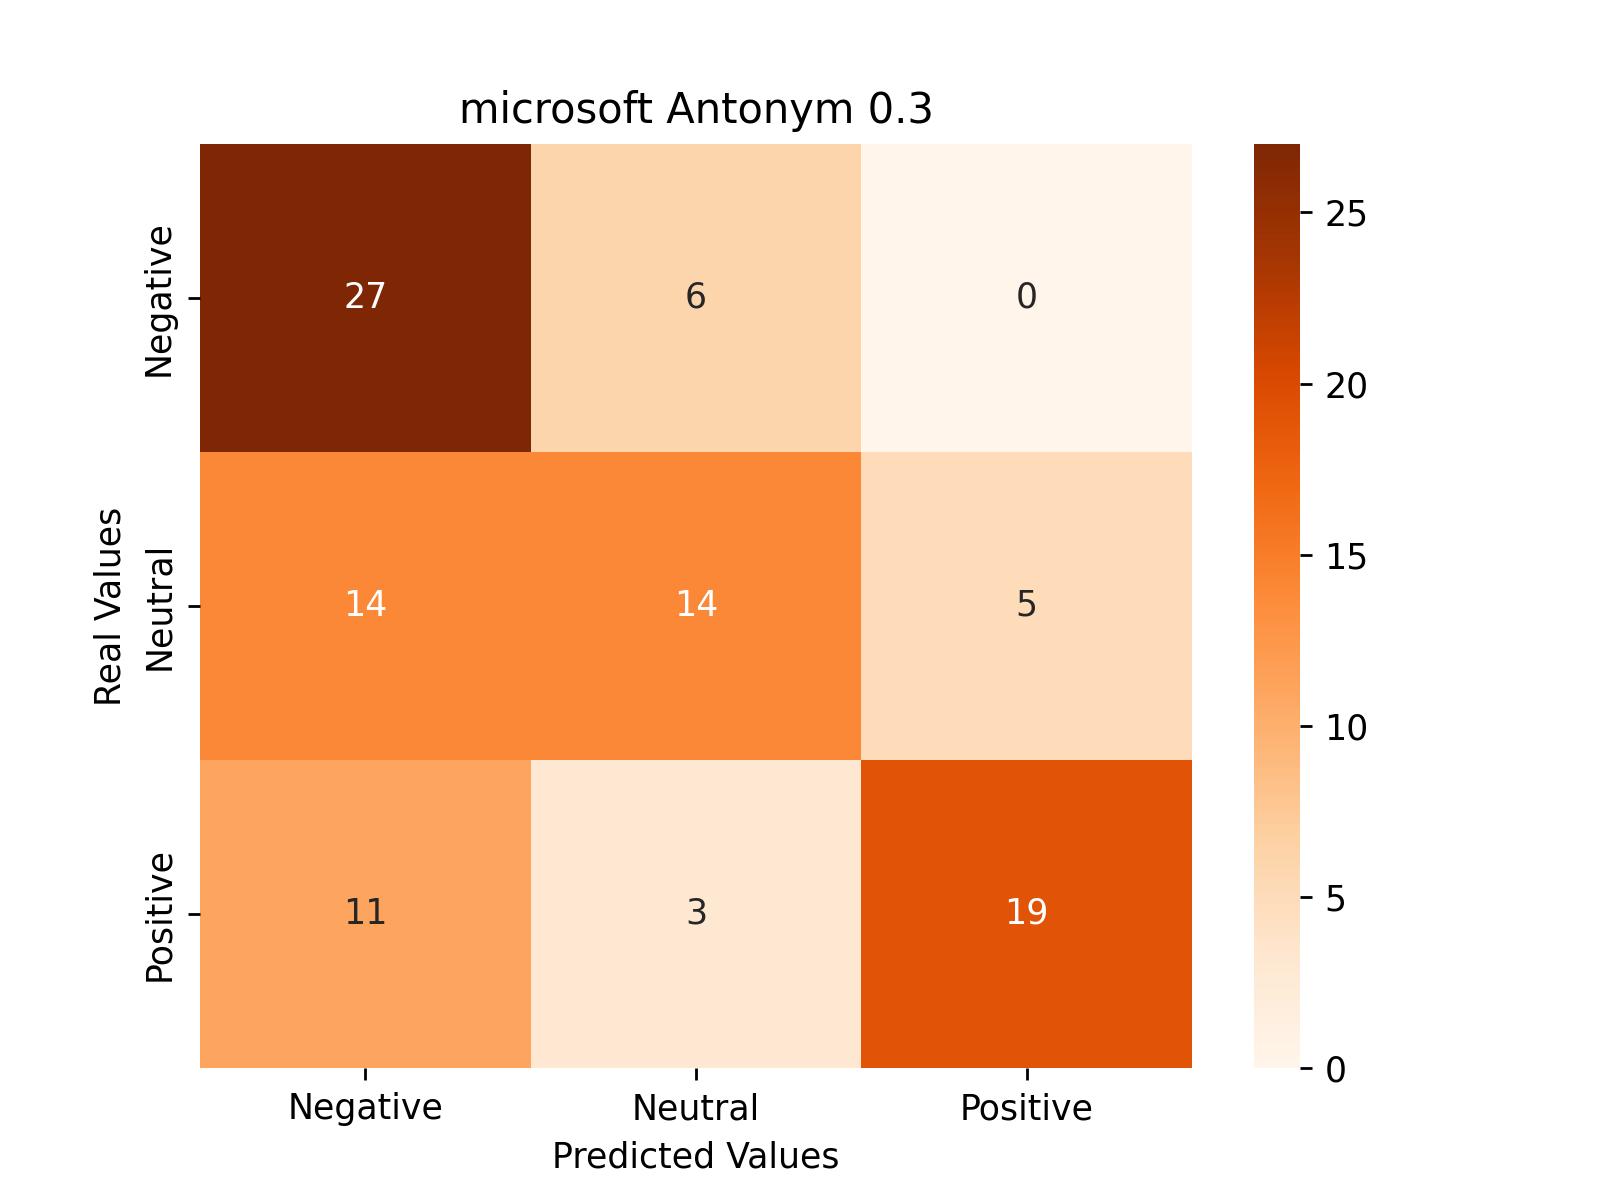 microsoft Antonym 0.3
Real Values
Negative
27 6 0
Neutral
14 14 5
Positive
11 3 19
Negative Neutral Positive
Predicted Values
25
20
15
10
5
0